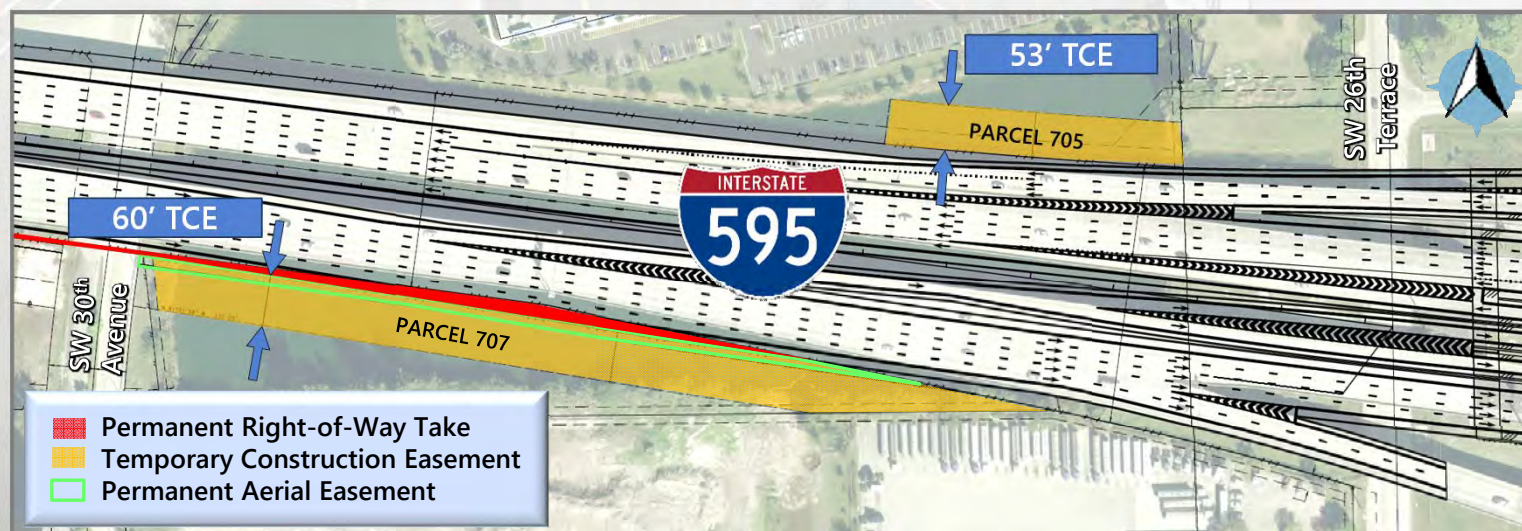 53' TCE
SW 26th
Terrace
PARCEL 705
INTERSTATE
595
60' TCE
SW 30th
Avenue
PARCEL 707
Permanent Right-of-Way Take
Temporary Construction Easement
Permanent Aerial Easement